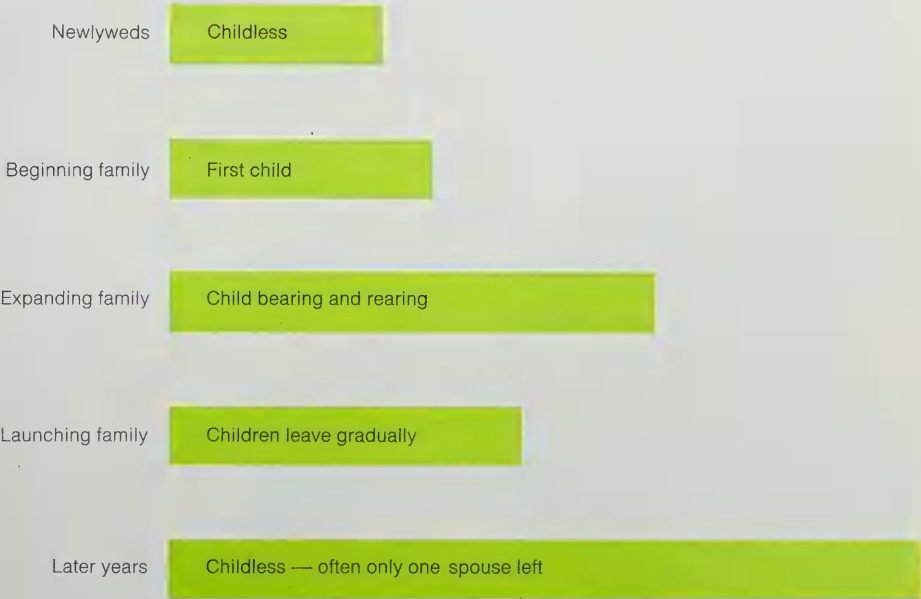 Newlyweds Childless
Beginning family First child
Expanding family Child bearing and rearing
Launching family Children leave gradually
Later years Childless — often only one spouse left